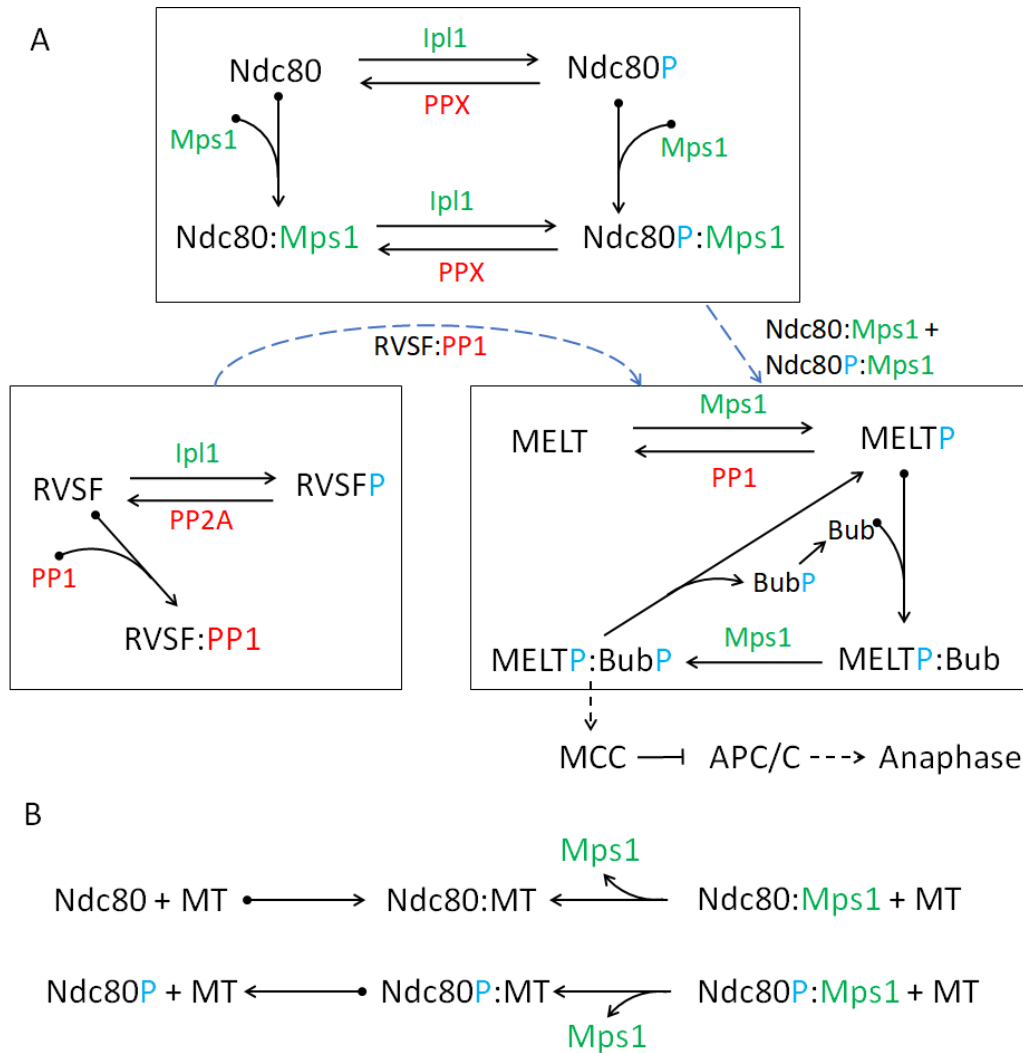 A
Ipl1
Ndc80 Ndc80P
PPX
Mps1 Mps1
Ipl1
Ndc80:Mps1 Ndc80P:Mps1
PPX
RVSF:PP1
Ndc80:Mps1 +
Ndc80P:Mps1
Ipl1
RVSF RVSFP
PP2A
PP1
RVSF:PP1
Mps1
MELT MELTP
PP1
Bub
BubP
Mps1
MELTP:BubP MELTP:Bub
MCC APC/C Anaphase
B
Mps1
Ndc80 + MT Ndc80:MT Ndc80:Mps1 + MT
Ndc80P + MT Ndc80P:MT Ndc80P:Mps1 + MT
Mps1